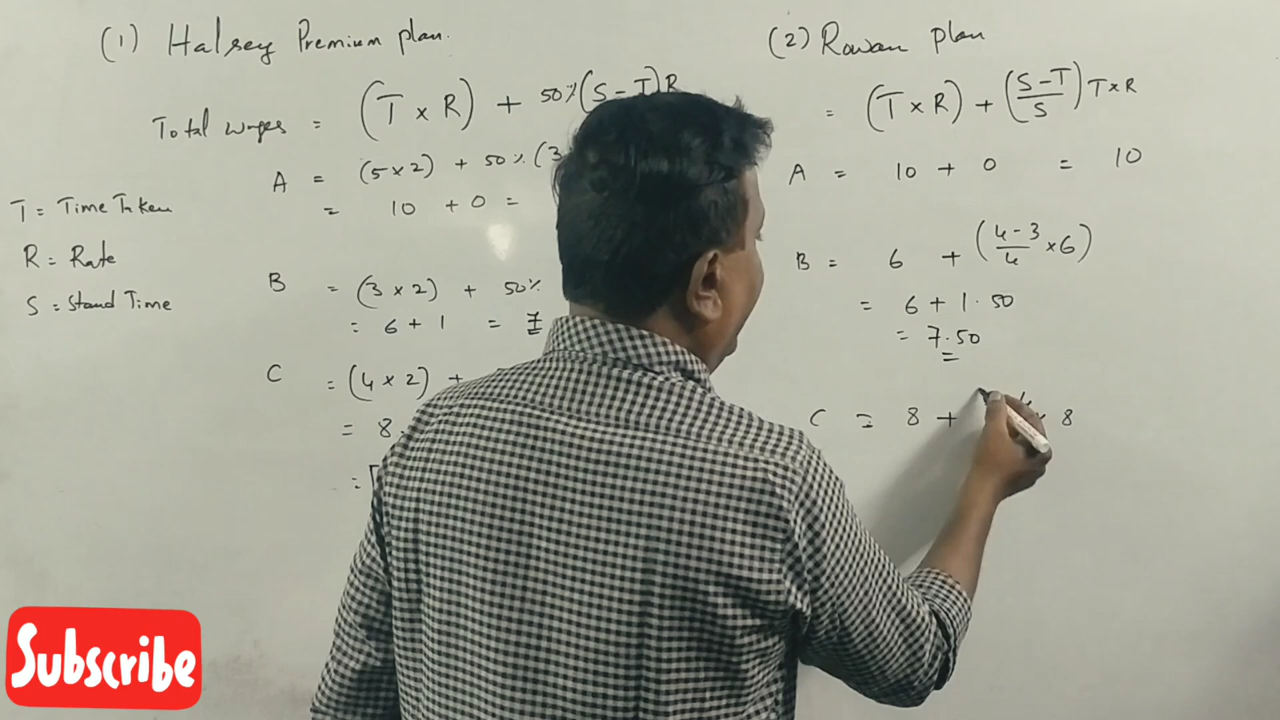 (1) Halsey Premium plan.
Total wages = (T × R) + 50% (S - T) R
A = (5 × 2) + 50% (3
= 10 + 0 =
T = Time Taken
R = Rate
S = Stand Time
B = (3 × 2) + 50%
= 6 + 1 = 7
C = (4 × 2) +
= 8
=
(2) Rowan plan
= (T × R) + (S-T/S) T × R
A = 10 + 0 = 10
B = 6 + (4-3/4 × 6)
= 6 + 1.50
= 7.50
C = 8 + × 8
Subscribe